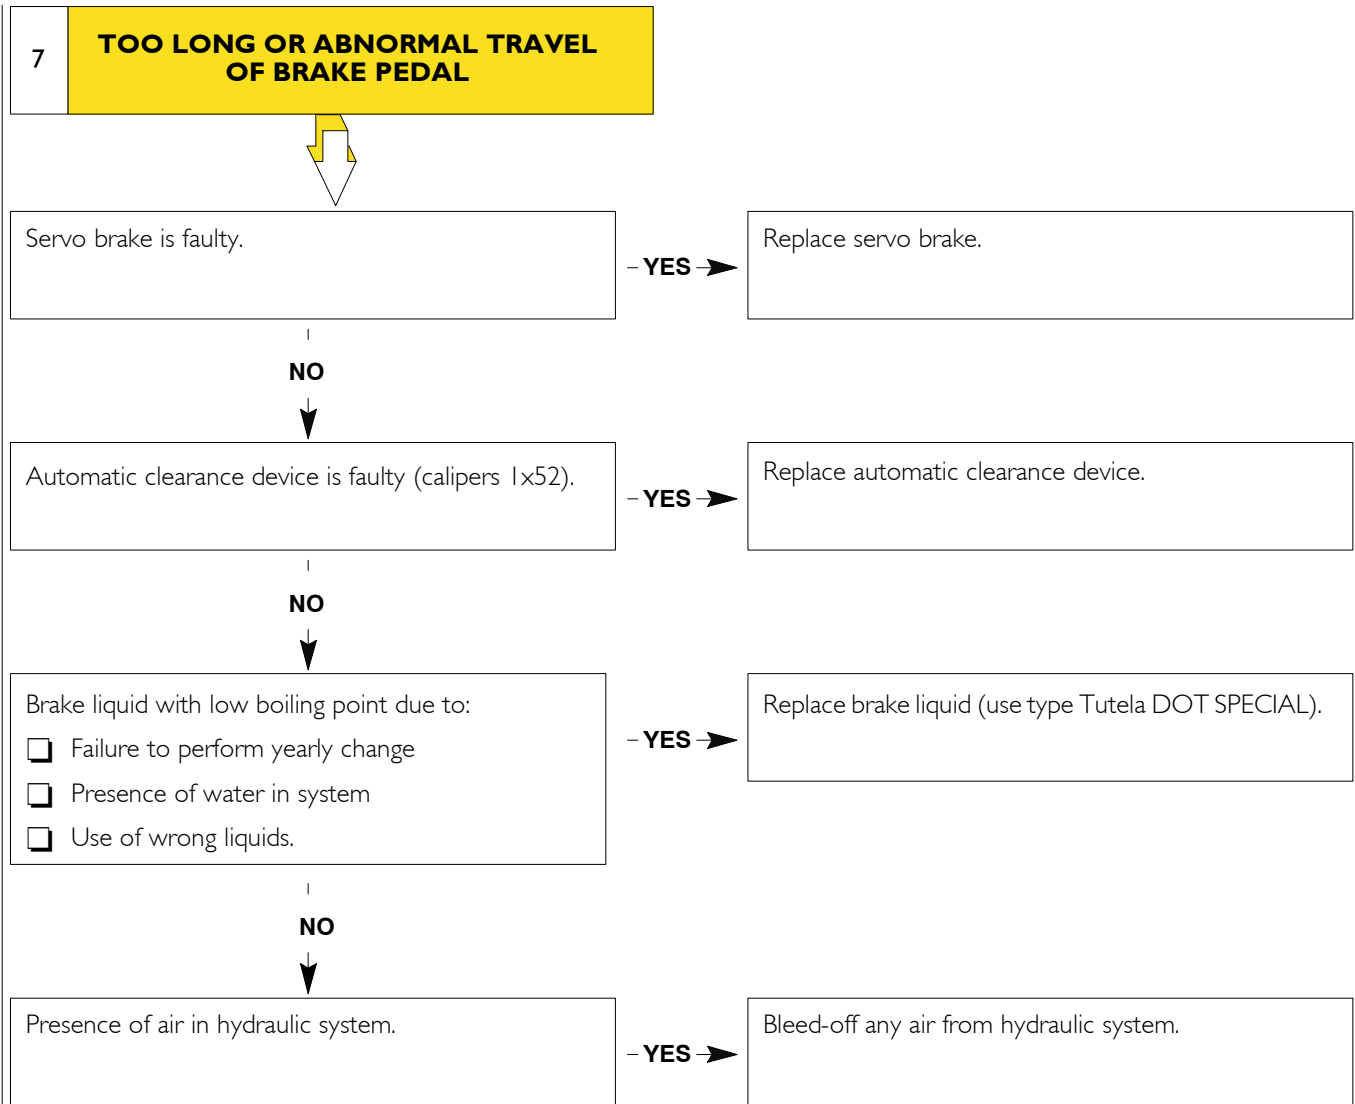 7
TOO LONG OR ABNORMAL TRAVEL
OF BRAKE PEDAL
Servo brake is faulty.
YES
Replace servo brake.
NO
Automatic clearance device is faulty (calipers 1x52).
YES
Replace automatic clearance device.
NO
Brake liquid with low boiling point due to:
❑ Failure to perform yearly change
❑ Presence of water in system
❑ Use of wrong liquids.
YES
Replace brake liquid (use type Tutela DOT SPECIAL).
NO
Presence of air in hydraulic system.
YES
Bleed-off any air from hydraulic system.